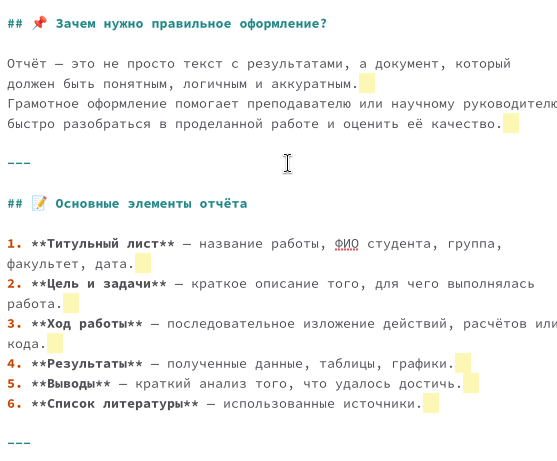 ## 📌 Зачем нужно правильное оформление?
Отчёт — это не просто текст с результатами, а документ, который
должен быть понятным, логичным и аккуратным.
Грамотное оформление помогает преподавателю или научному руководителю
быстро разобраться в проделанной работе и оценить её качество.
---
## 📝 Основные элементы отчёта
1. **Титульный лист** — название работы, ФИО студента, группа,
факультет, дата.
2. **Цель и задачи** — краткое описание того, для чего выполнялась
работа.
3. **Ход работы** — последовательное изложение действий, расчётов или
кода.
4. **Результаты** — полученные данные, таблицы, графики.
5. **Выводы** — краткий анализ того, что удалось достичь.
6. **Список литературы** — использованные источники.
---